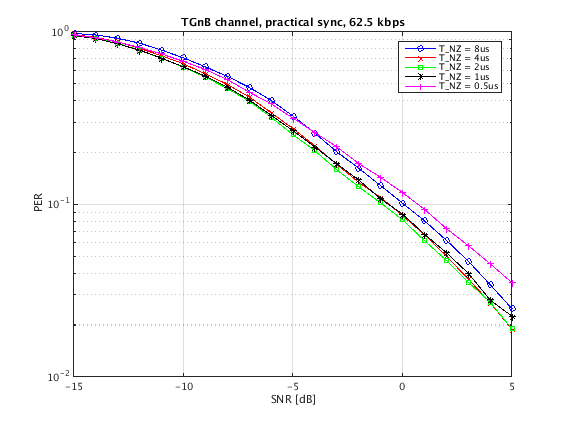 TGnB channel, practical sync, 62.5 kbps
10^0
T_NZ = 8us
T_NZ = 4us
T_NZ = 2us
T_NZ = 1us
T_NZ = 0.5us
PER
10^-1
10^-2
-15
-10
-5
0
5
SNR [dB]